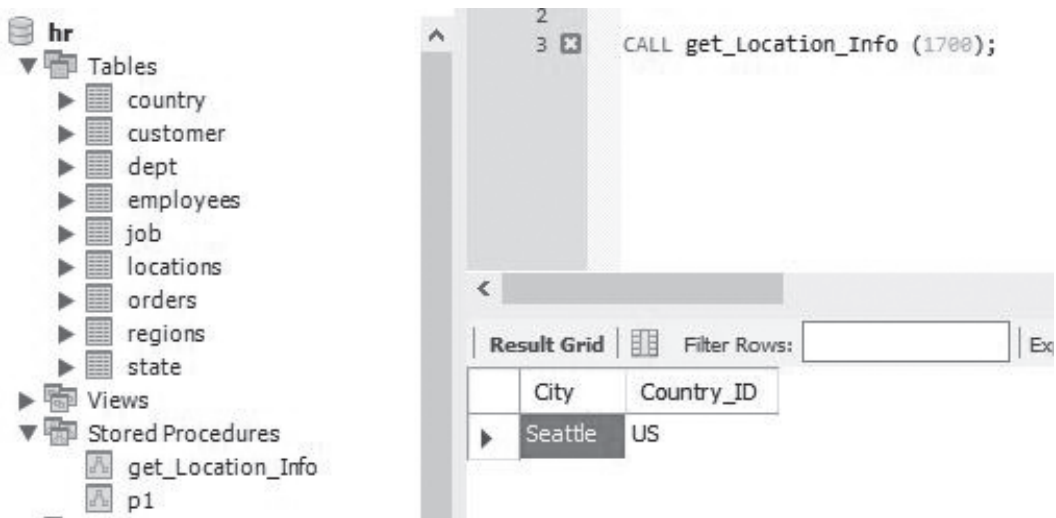 hr
Tables
country
customer
dept
employees
job
locations
orders
regions
state
Views
Stored Procedures
get_Location_Info
p1
2
3 CALL get_Location_Info (1700);
Result Grid Filter Rows:
City Country_ID
Seattle US